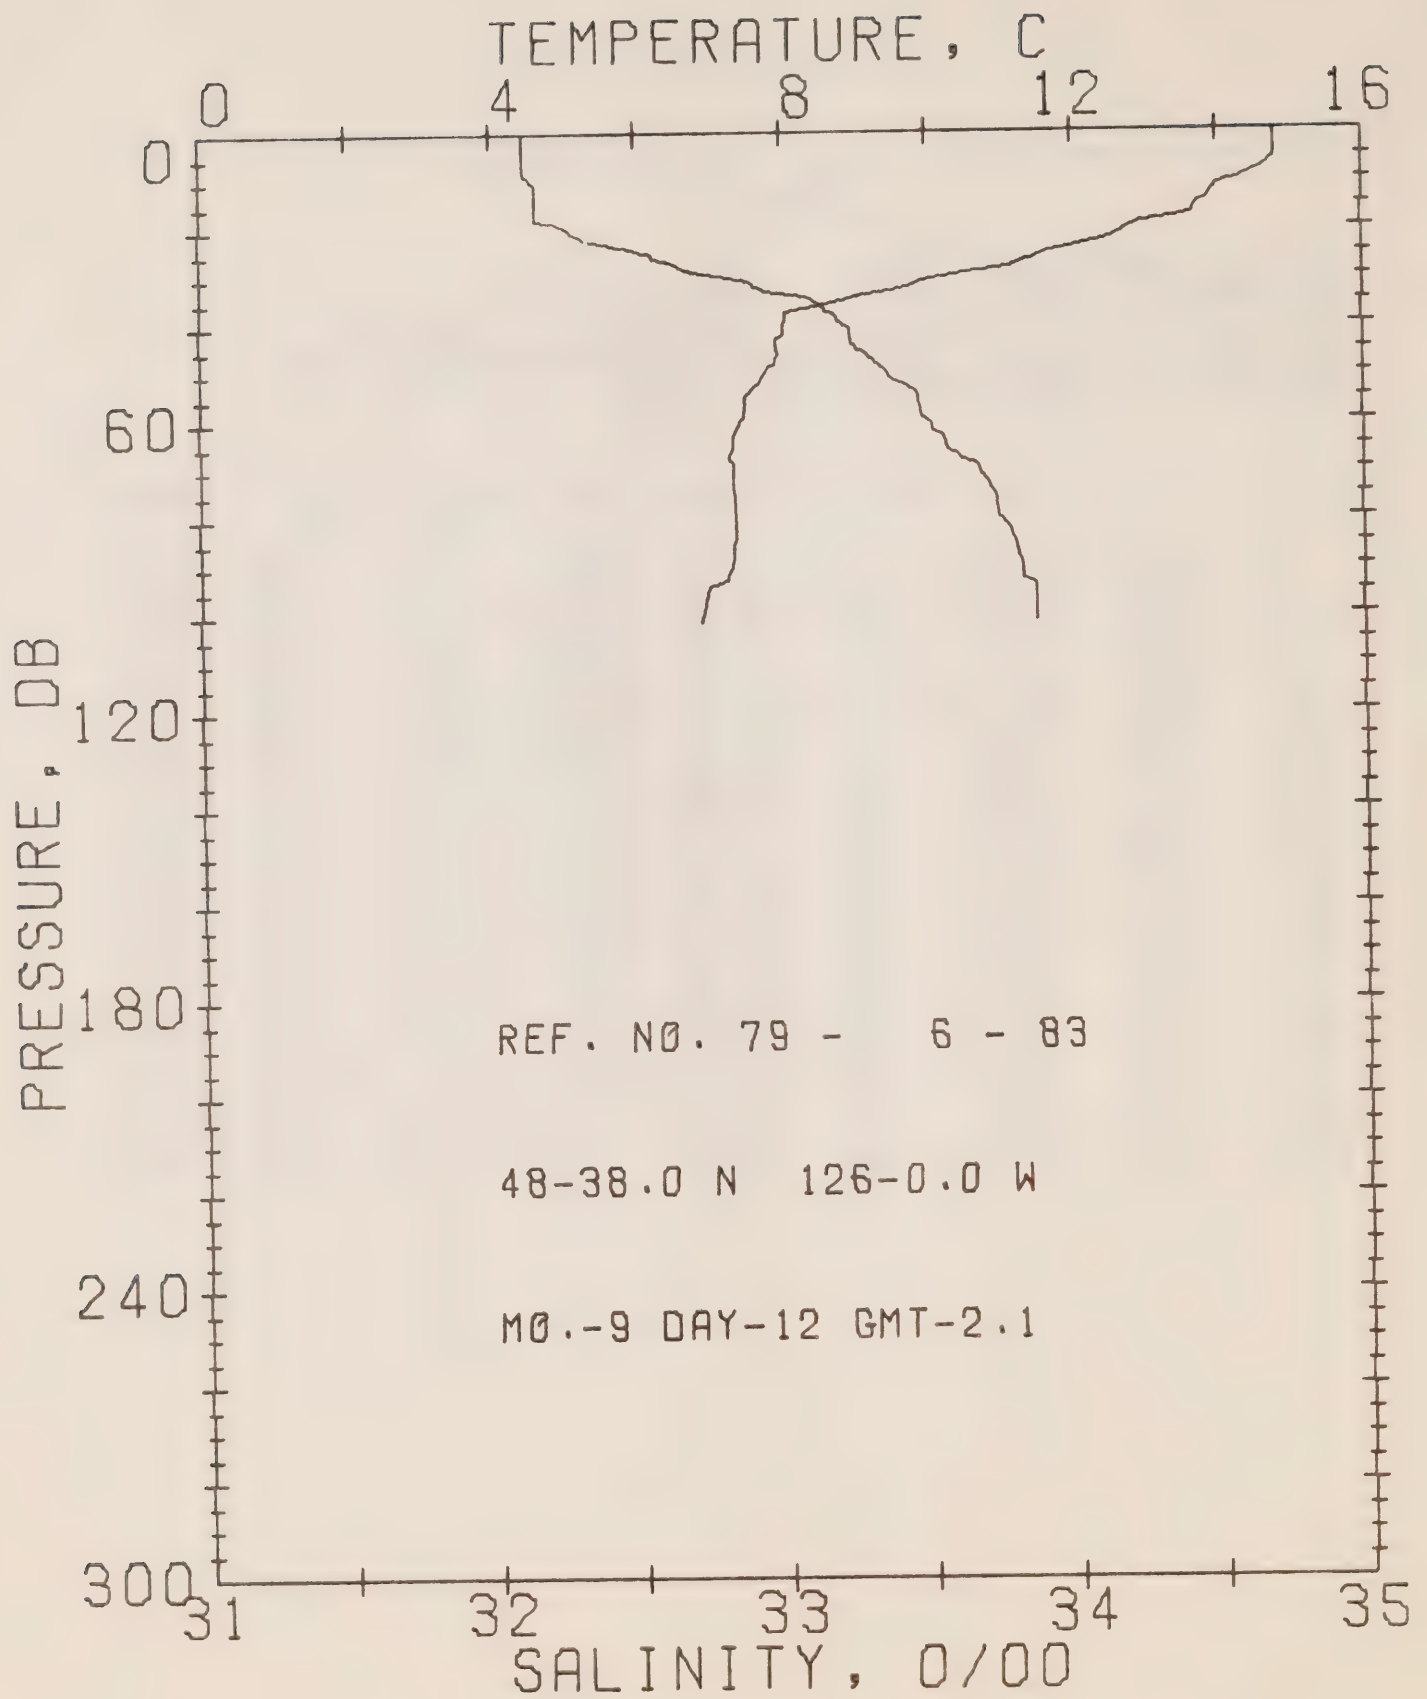 TEMPERATURE, C
0 4 8 12 16
0
60
120
180
240
300
PRESSURE, DB
REF. NO. 79 - 6 - 83
48-38.0 N 126-0.0 W
MO.-9 DAY-12 GMT-2.1
31 32 33 34 35
SALINITY, 0/00